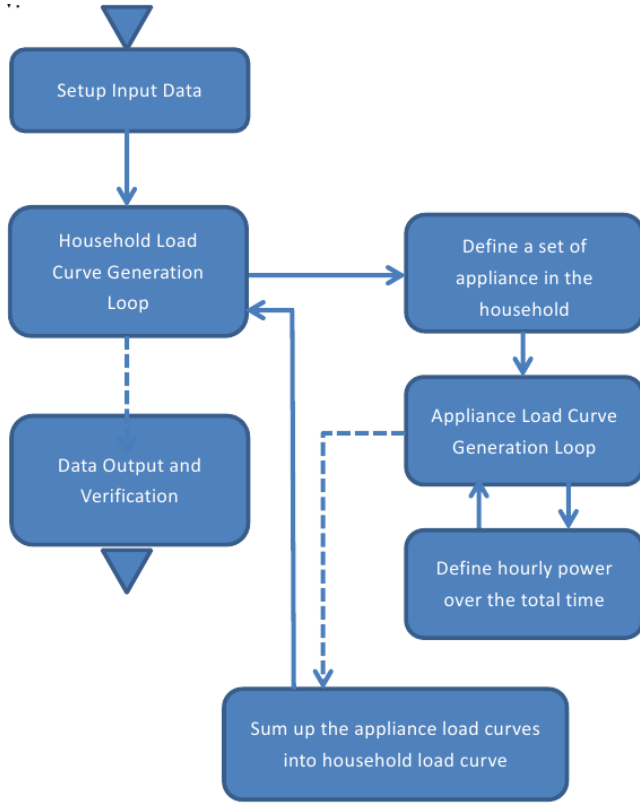 Setup Input Data
Household Load
Curve Generation
Loop
Define a set of
appliance in the
household
Appliance Load Curve
Generation Loop
Data Output and
Verification
Define hourly power
over the total time
Sum up the appliance load curves
into household load curve